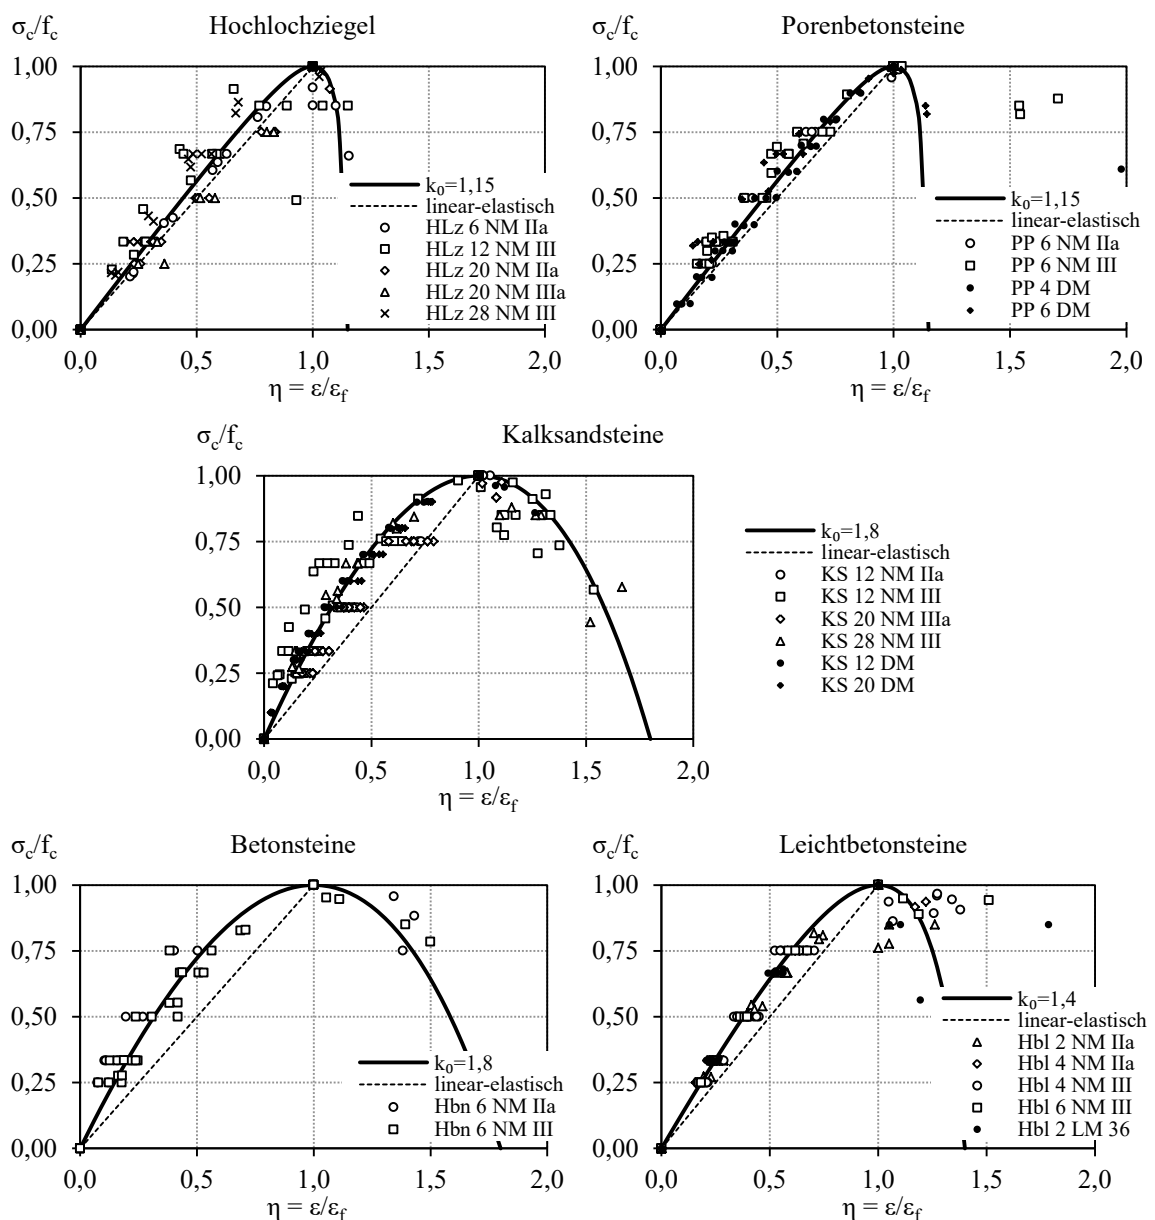 σc/fc
Hochlochziegel
1,00
0,75
0,50
0,25
0,00
k₀=1,15
linear-elastisch
HLz 6 NM IIa
HLz 12 NM III
HLz 20 NM IIa
HLz 20 NM IIIa
HLz 28 NM III
0,0 0,5 1,0 1,5 2,0
η = ε/εf
σc/fc
Porenbetonsteine
1,00
0,75
0,50
0,25
0,00
k₀=1,15
linear-elastisch
PP 6 NM IIa
PP 6 NM III
PP 4 DM
PP 6 DM
0,0 0,5 1,0 1,5 2,0
η = ε/εf
σc/fc
Kalksandsteine
1,00
0,75
0,50
0,25
0,00
0,0 0,5 1,0 1,5 2,0
η = ε/εf
k₀=1,8
linear-elastisch
KS 12 NM IIa
KS 12 NM III
KS 20 NM IIIa
KS 28 NM III
KS 12 DM
KS 20 DM
σc/fc
Betonsteine
1,00
0,75
0,50
0,25
0,00
k₀=1,8
linear-elastisch
Hbn 6 NM IIa
Hbn 6 NM III
0,0 0,5 1,0 1,5 2,0
η = ε/εf
σc/fc
Leichtbetonsteine
1,00
0,75
0,50
0,25
0,00
k₀=1,4
linear-elastisch
Hbl 2 NM IIa
Hbl 4 NM IIa
Hbl 4 NM III
Hbl 6 NM III
Hbl 2 LM 36
0,0 0,5 1,0 1,5 2,0
η = ε/εf